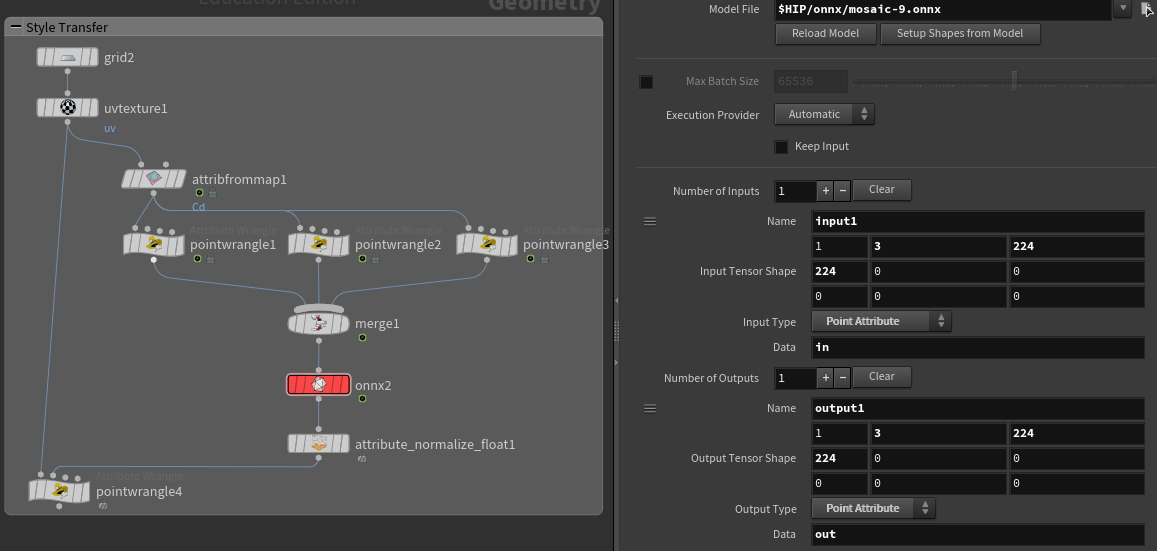 Education Edition
Geometry
Style Transfer
grid2
uvtexture1
uv
attribfrommap1
Cd
Attribute Wrangle
pointwrangle1
Attribute Wrangle
pointwrangle2
Attribute Wrangle
pointwrangle3
merge1
onnx2
attribute_normalize_float1
Attribute Wrangle
pointwrangle4
Model File $HIP/onnx/mosaic-9.onnx
Reload Model Setup Shapes from Model
Max Batch Size 65536
Execution Provider Automatic
Keep Input
Number of Inputs 1 + − Clear
Name input1
1 3 224
Input Tensor Shape 224 0 0
0 0 0
Input Type Point Attribute
Data in
Number of Outputs 1 + − Clear
Name output1
1 3 224
Output Tensor Shape 224 0 0
0 0 0
Output Type Point Attribute
Data out